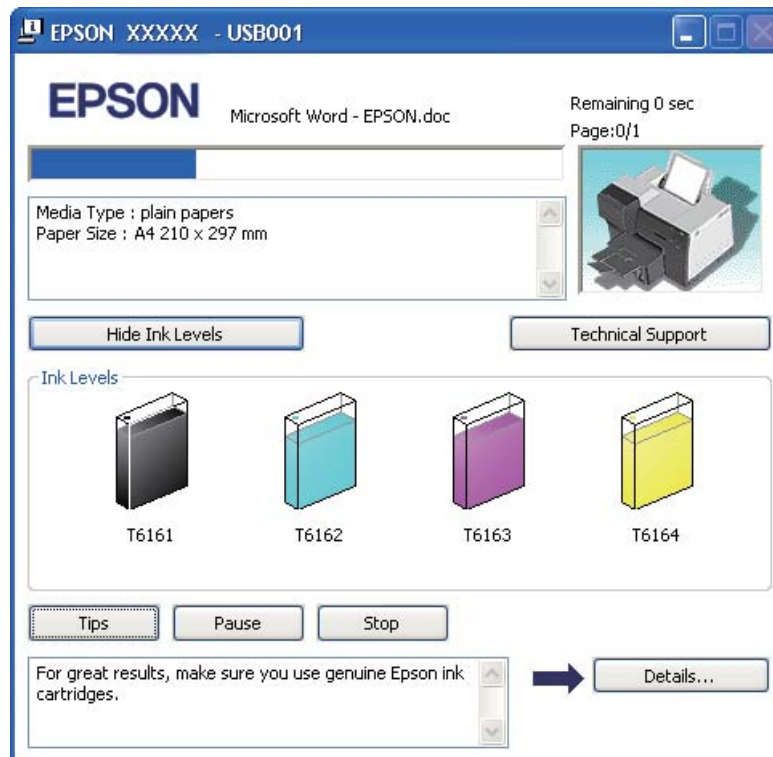 EPSON XXXXX - USB001
EPSON
Microsoft Word - EPSON.doc
Remaining 0 sec
Page:0/1
Media Type : plain papers
Paper Size : A4 210 x 297 mm
Hide Ink Levels
Technical Support
Ink Levels
T6161
T6162
T6163
T6164
Tips
Pause
Stop
For great results, make sure you use genuine Epson ink
cartridges.
Details...